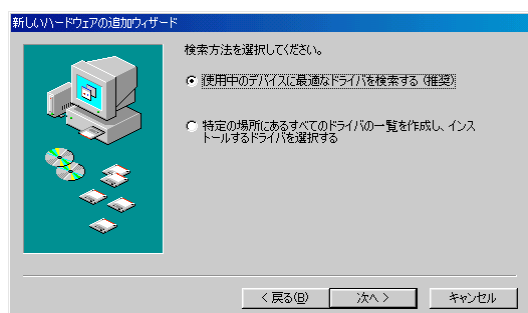 新しいハードウェアの追加ウィザード
検索方法を選択してください。
使用中のデバイスに最適なドライバを検索する (推奨)
特定の場所にあるすべてのドライバの一覧を作成し、インス
トールするドライバを選択する
< 戻る(B)
次へ >
キャンセル